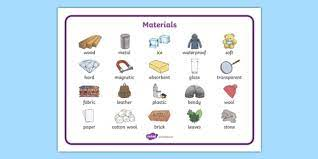 Materials
wood metal ice waterproof soft
hard magnetic absorbent glass transparent
fabric leather plastic bendy wool
paper cotton wool brick leaves stone